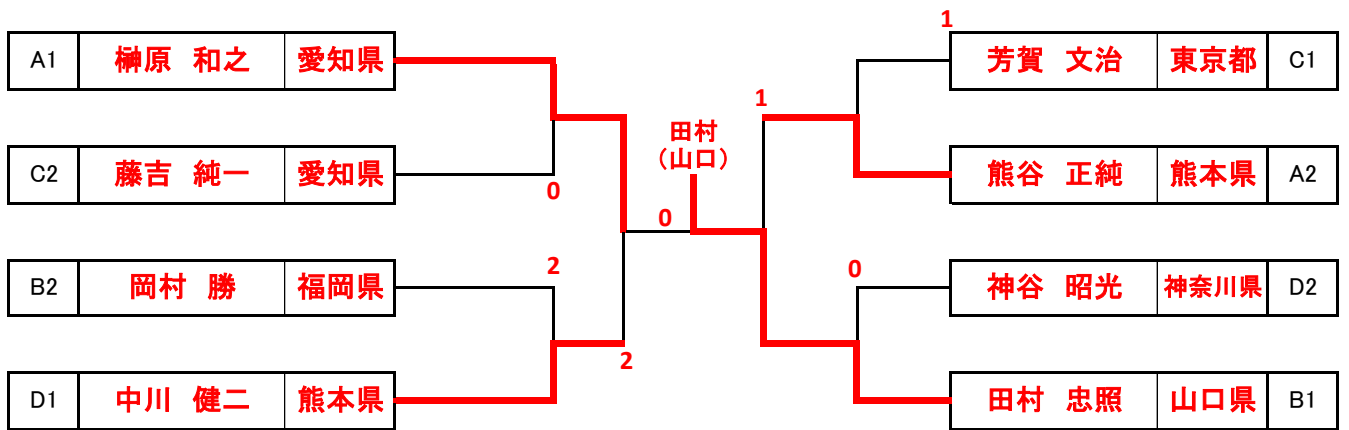 1
A1 榊原 和之 愛知県
芳賀 文治 東京都 C1
1
田村
（山口）
C2 藤吉 純一 愛知県
熊谷 正純 熊本県 A2
0
0
2
0
B2 岡村 勝 福岡県
神谷 昭光 神奈川県 D2
2
D1 中川 健二 熊本県
田村 忠照 山口県 B1